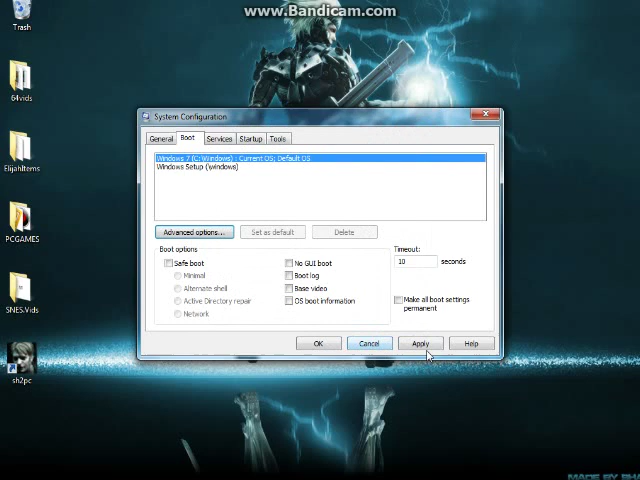 www.Bandicam.com
Trash
64vids
ElijahItems
PCGAMES
SNES.Vids
sh2pc
System Configuration
General Boot Services Startup Tools
Windows 7 (C:\Windows) : Current OS; Default OS
Windows Setup (\windows)
Advanced options... Set as default Delete
Boot options
Safe boot
Minimal
Alternate shell
Active Directory repair
Network
No GUI boot
Boot log
Base video
OS boot information
Timeout:
10 seconds
Make all boot settings
permanent
OK Cancel Apply Help
MADE BY